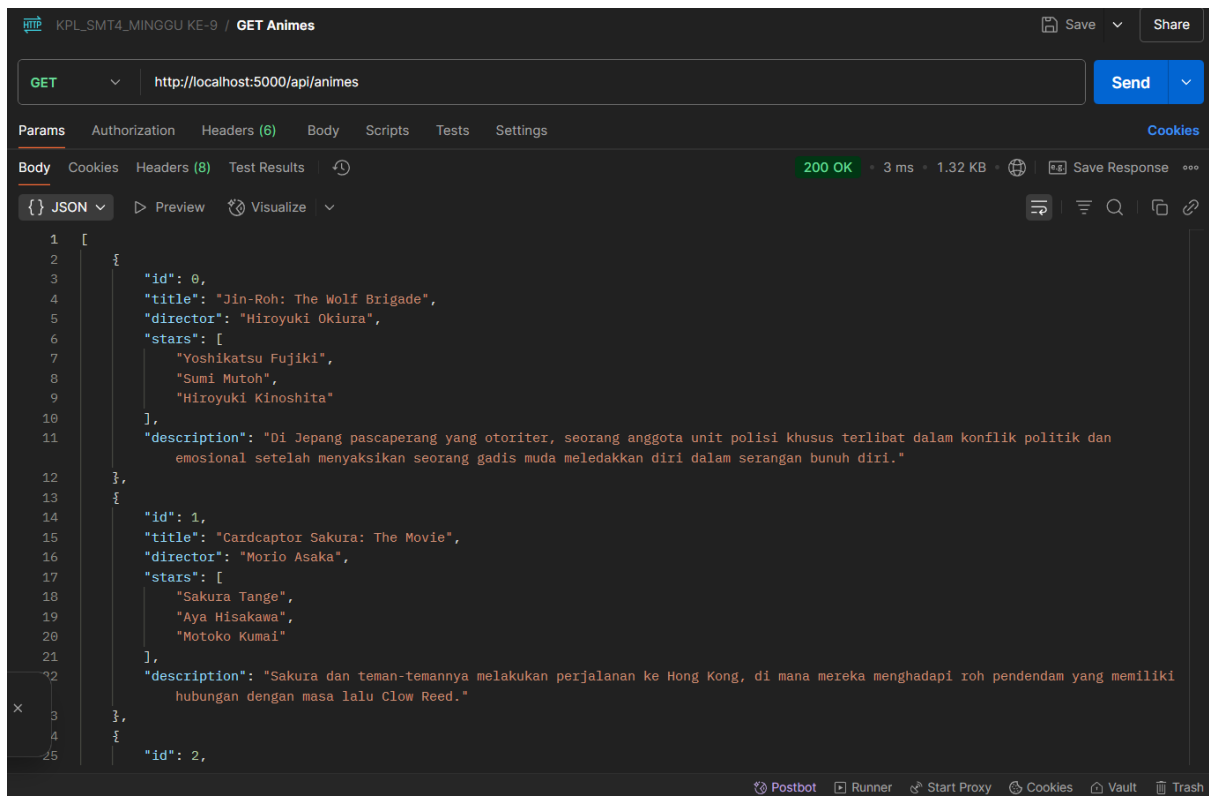 HTTP KPL_SMT4_MINGGU KE-9 / GET Animes Save Share
GET http://localhost:5000/api/animes Send
Params Authorization Headers (6) Body Scripts Tests Settings Cookies
Body Cookies Headers (8) Test Results 200 OK • 3 ms • 1.32 KB • e.g. Save Response
{} JSON Preview Visualize
1 [
2 {
3 "id": 0,
4 "title": "Jin-Roh: The Wolf Brigade",
5 "director": "Hiroyuki Okiura",
6 "stars": [
7 "Yoshikatsu Fujiki",
8 "Sumi Mutoh",
9 "Hiroyuki Kinoshita"
10 ],
11 "description": "Di Jepang pascaperang yang otoriter, seorang anggota unit polisi khusus terlibat dalam konflik politik dan
emosional setelah menyaksikan seorang gadis muda meledakkan diri dalam serangan bunuh diri."
12 },
13 {
14 "id": 1,
15 "title": "Cardcaptor Sakura: The Movie",
16 "director": "Morio Asaka",
17 "stars": [
18 "Sakura Tange",
19 "Aya Hisakawa",
20 "Motoko Kumai"
21 ],
22 "description": "Sakura dan teman-temannya melakukan perjalanan ke Hong Kong, di mana mereka menghadapi roh pendendam yang memiliki
hubungan dengan masa lalu Clow Reed."
3 },
4 {
25 "id": 2,
Postbot Runner Start Proxy Cookies Vault Trash